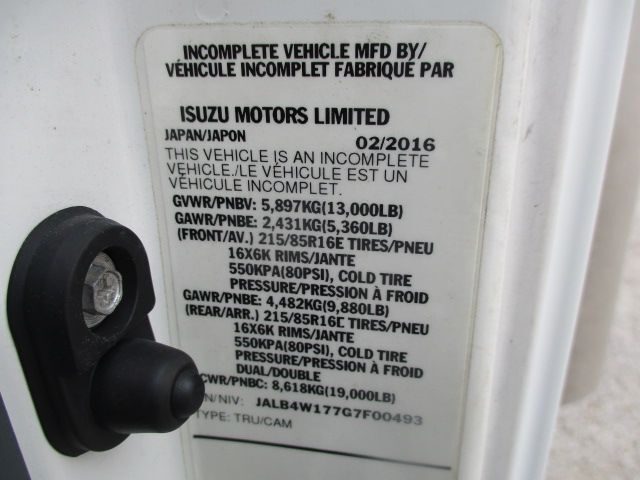 INCOMPLETE VEHICLE MFD BY/
VÉHICULE INCOMPLET FABRIQUÉ PAR
ISUZU MOTORS LIMITED
JAPAN/JAPON 02/2016
THIS VEHICLE IS AN INCOMPLETE
VEHICLE./LE VÉHICULE EST UN
VÉHICULE INCOMPLET.
GVWR/PNBV: 5,897KG(13,000LB)
GAWR/PNBE: 2,431KG(5,360LB)
(FRONT/AV.) 215/85R16E TIRES/PNEU
16X6K RIMS/JANTE
550KPA(80PSI), COLD TIRE
PRESSURE/PRESSION À FROID
GAWR/PNBE: 4,482KG(9,880LB)
(REAR/ARR.) 215/85R16E TIRES/PNEU
16X6K RIMS/JANTE
550KPA(80PSI), COLD TIRE
PRESSURE/PRESSION À FROID
DUAL/DOUBLE
CWR/PNBC: 8,618KG(19,000LB)
N/NIV: JALB4W177G7F00493
TYPE: TRU/CAM